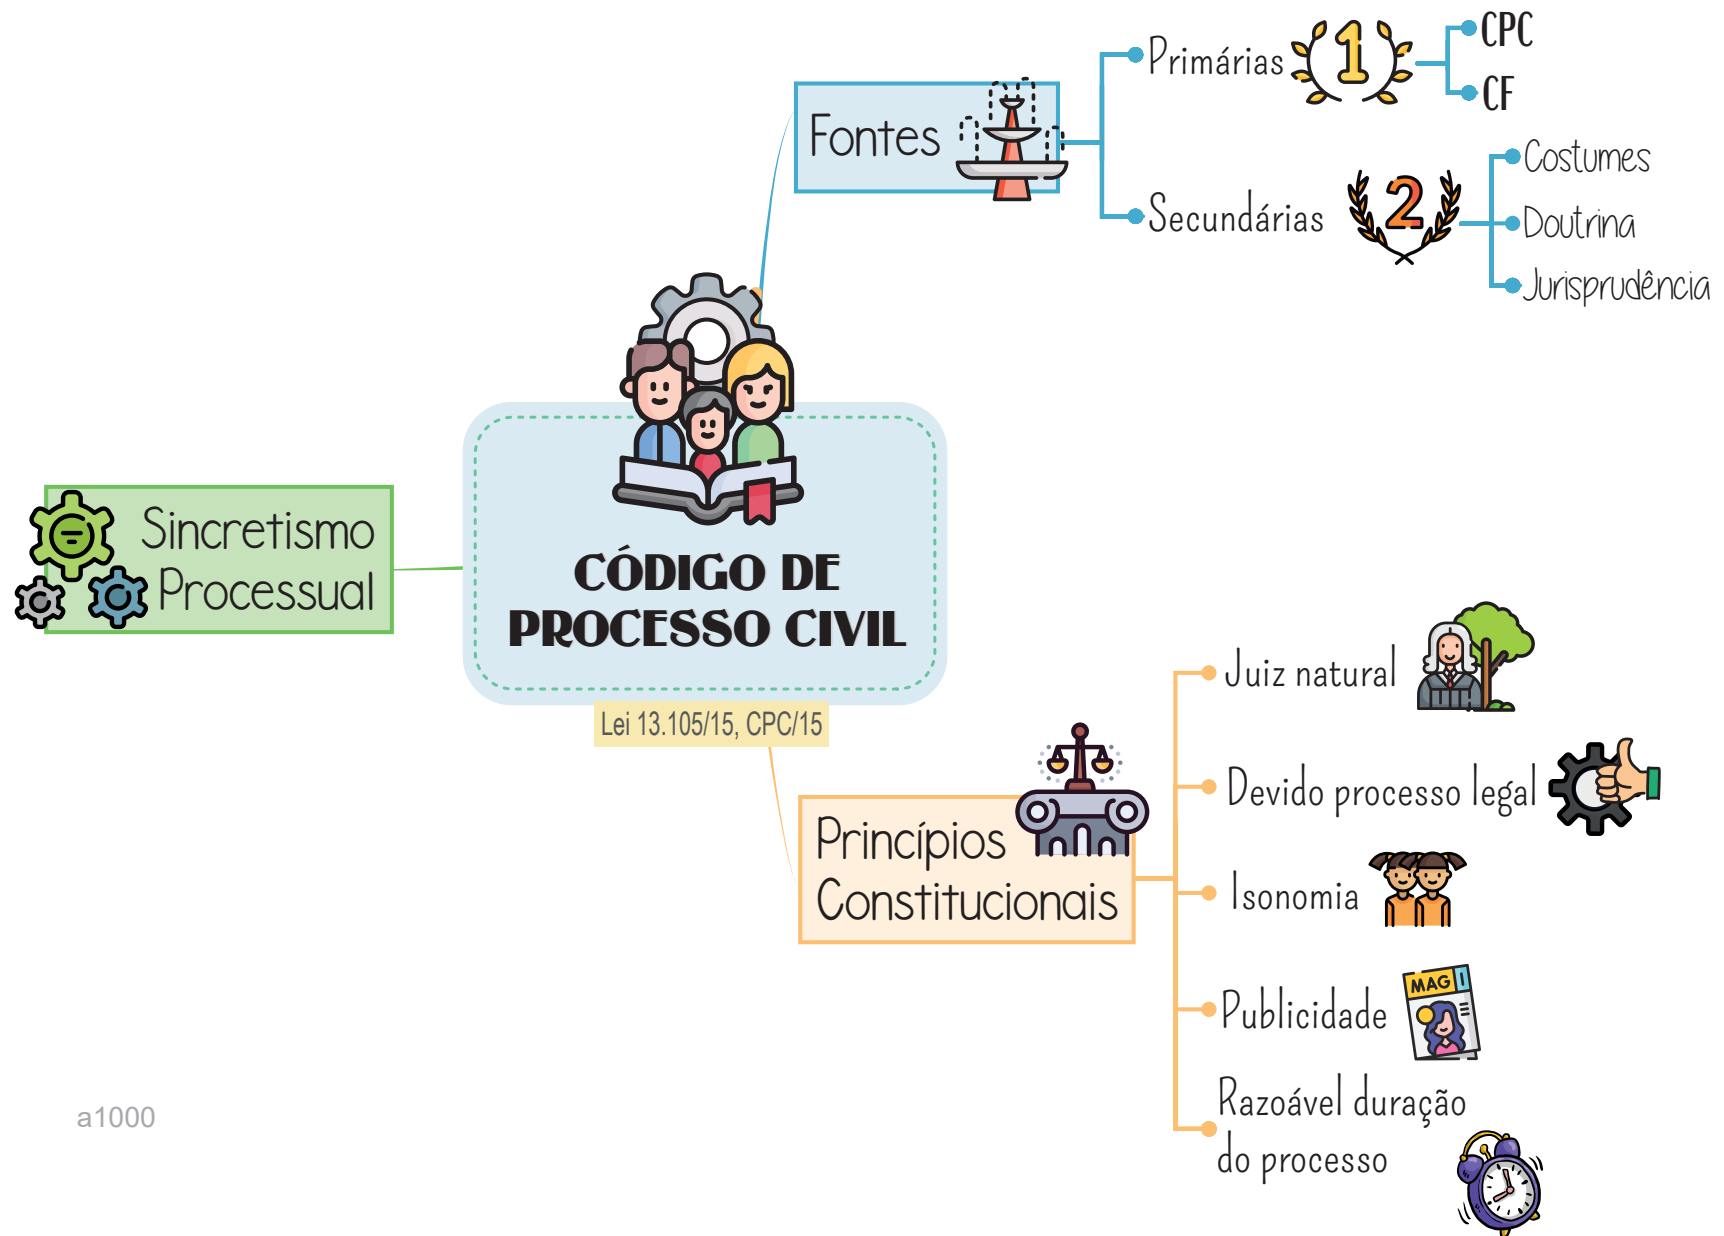 Fontes
Primárias
1
CPC
CF
Secundárias
2
Costumes
Doutrina
Jurisprudência
Sincretismo
Processual
CÓDIGO DE
PROCESSO CIVIL
Lei 13.105/15, CPC/15
Princípios
Constitucionais
Juiz natural
Devido processo legal
Isonomia
Publicidade
MAG
Razoável duração
do processo
a1000